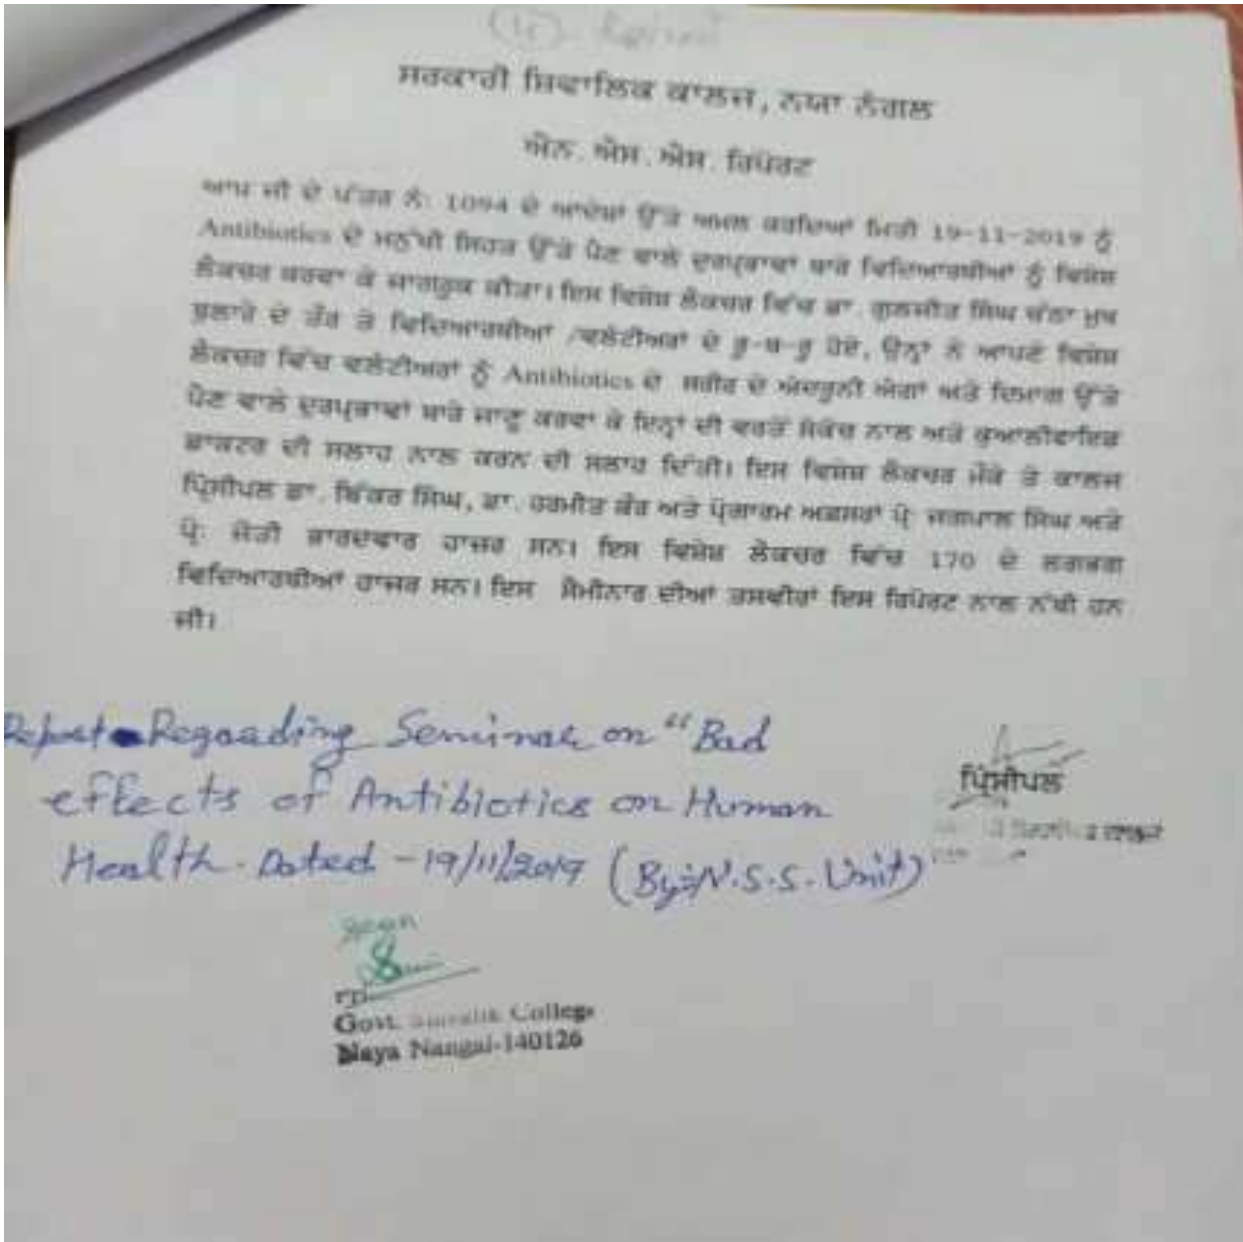 ਸਰਕਾਰੀ ਸ਼ਿਵਾਲਿਕ ਕਾਲਜ, ਨਯਾ ਨੰਗਲ
ਐਨ. ਐਸ. ਐਸ. ਰਿਪੋਰਟ
ਆਪ ਜੀ ਦੇ ਪੱਤਰ ਨੰ: 1094 ਦੇ ਆਦੇਸ਼ਾਂ ਉੱਤੇ ਅਮਲ ਕਰਦਿਆਂ ਮਿਤੀ 19-11-2019 ਨੂੰ
Antibiotics ਦੇ ਮਨੁੱਖੀ ਸਿਹਤ ਉੱਤੇ ਪੈਣ ਵਾਲੇ ਦੁਰਪ੍ਰਭਾਵਾਂ ਬਾਰੇ ਵਿਦਿਆਰਥੀਆਂ ਨੂੰ ਵਿਸ਼ੇਸ਼
ਲੈਕਚਰ ਕਰਵਾ ਕੇ ਜਾਗਰੂਕ ਕੀਤਾ। ਇਸ ਵਿਸ਼ੇਸ਼ ਲੈਕਚਰ ਵਿੱਚ ਡਾ. ਗੁਲਜੀਤ ਸਿੰਘ ਚੰਨਾ ਮੁਖ
ਬੁਲਾਰੇ ਦੇ ਤੌਰ ਤੇ ਵਿਦਿਆਰਥੀਆਂ /ਵਲੰਟੀਅਰਾਂ ਦੇ ਰੂ-ਬ-ਰੂ ਹੋਏ, ਉਨ੍ਹਾਂ ਨੇ ਆਪਣੇ ਵਿਸ਼ੇਸ਼
ਲੈਕਚਰ ਵਿੱਚ ਵਲੰਟੀਅਰਾਂ ਨੂੰ Antibiotics ਦੇ ਸਰੀਰ ਦੇ ਅੰਦਰੂਨੀ ਅੰਗਾਂ ਅਤੇ ਦਿਮਾਗ ਉੱਤੇ
ਪੈਣ ਵਾਲੇ ਦੁਰਪ੍ਰਭਾਵਾਂ ਬਾਰੇ ਜਾਣੂ ਕਰਵਾ ਕੇ ਇਨ੍ਹਾਂ ਦੀ ਵਰਤੋਂ ਸੰਕੋਚ ਨਾਲ ਅਤੇ ਕੁਆਲੀਫਾਇਡ
ਡਾਕਟਰ ਦੀ ਸਲਾਹ ਨਾਲ ਕਰਨ ਦੀ ਸਲਾਹ ਦਿੱਤੀ। ਇਸ ਵਿਸ਼ੇਸ਼ ਲੈਕਚਰ ਮੌਕੇ ਤੇ ਕਾਲਜ
ਪ੍ਰਿੰਸੀਪਲ ਡਾ. ਬਿੱਕਰ ਸਿੰਘ, ਡਾ. ਹਰਮੀਤ ਕੌਰ ਅਤੇ ਪ੍ਰੋਗਾਰਮ ਅਫਸਰਾਂ ਪ੍ਰੋ: ਜਗਪਾਲ ਸਿੰਘ ਅਤੇ
ਪ੍ਰੋ: ਜੋਤੀ ਭਾਰਦਵਾਰ ਹਾਜ਼ਰ ਸਨ। ਇਸ ਵਿਸ਼ੇਸ਼ ਲੈਕਚਰ ਵਿੱਚ 170 ਦੇ ਲਗਭਗ
ਵਿਦਿਆਰਥੀਆਂ ਹਾਜ਼ਰ ਸਨ। ਇਸ ਸੈਮੀਨਾਰ ਦੀਆਂ ਤਸਵੀਰਾਂ ਇਸ ਰਿਪੋਰਟ ਨਾਲ ਨੱਥੀ ਹਨ
ਜੀ।
Report Regarding Seminar on "Bad
effects of Antibiotics on Human
Health. Dated - 19/11/2019 (By:N.S.S. Unit)
ਪ੍ਰਿੰਸੀਪਲ
Govt. College
Naya Nangal-140126